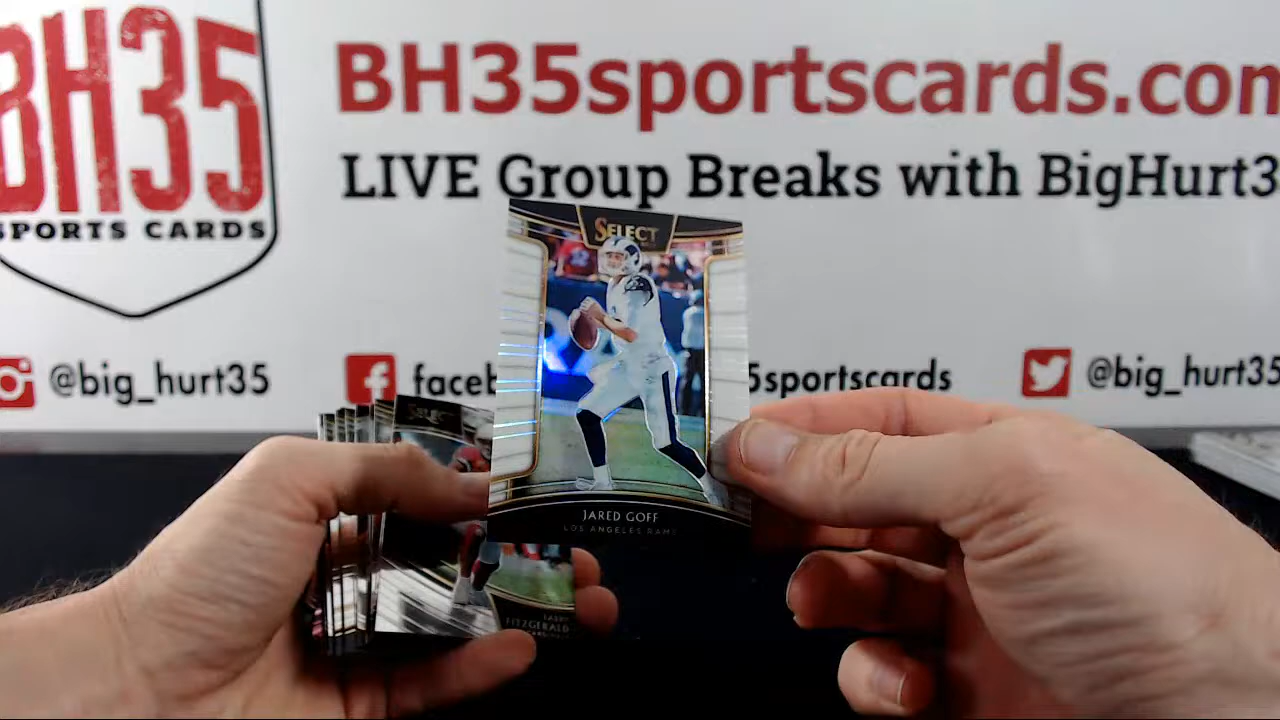 BH35
SPORTS CARDS
BH35sportscards.com
LIVE Group Breaks with BigHurt3
@big_hurt35
faceb
5sportscards
@big_hurt35
SELECT
JARED GOFF
LOS ANGELES RAMS
SELECT
LARRY
FITZGERALD